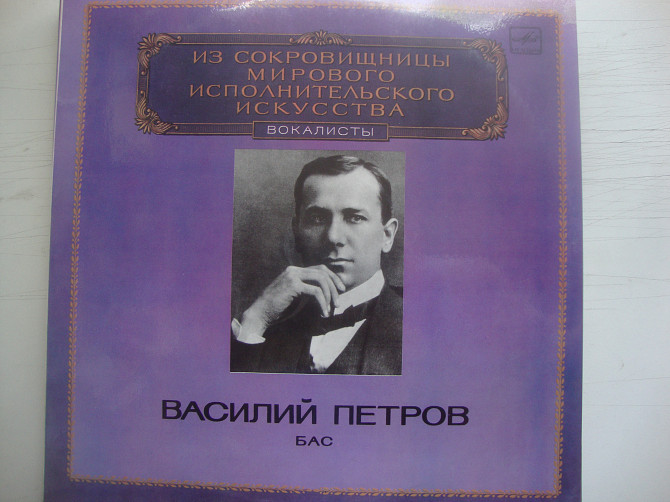 ИЗ СОКРОВИЩНИЦЫ
МИРОВОГО
ИСПОЛНИТЕЛЬСКОГО
ИСКУССТВА
ВОКАЛИСТЫ
ВАСИЛИЙ ПЕТРОВ
БАС